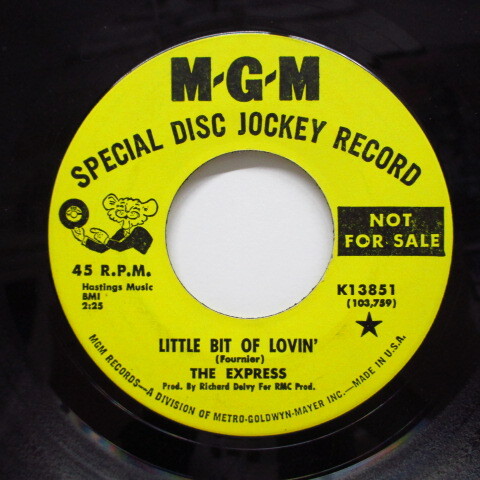 M-G-M
SPECIAL DISC JOCKEY RECORD
NOT
FOR SALE
45 R.P.M.
Hastings Music
BMI
2:25
K13851
(103,759)
LITTLE BIT OF LOVIN'
(Fournier)
THE EXPRESS
Prod. By Richard Delvy For RMC Prod.
MGM RECORDS—A DIVISION OF METRO-GOLDWYN-MAYER INC.—MADE IN U.S.A.